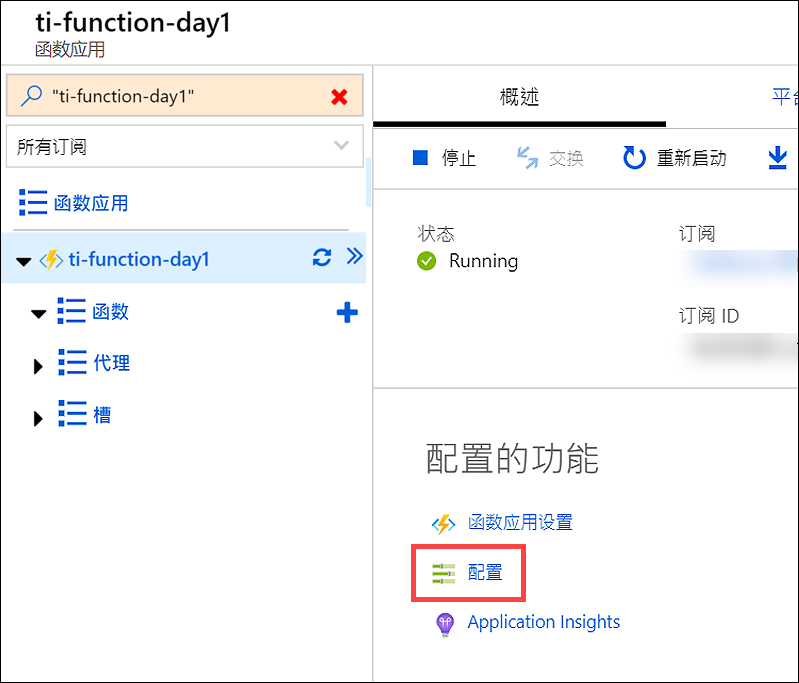 ti-function-day1
函数应用
"ti-function-day1"
所有订阅
函数应用
ti-function-day1
函数
代理
槽
概述
平台
停止
交换
重新启动
状态
Running
订阅
订阅 ID
配置的功能
函数应用设置
配置
Application Insights